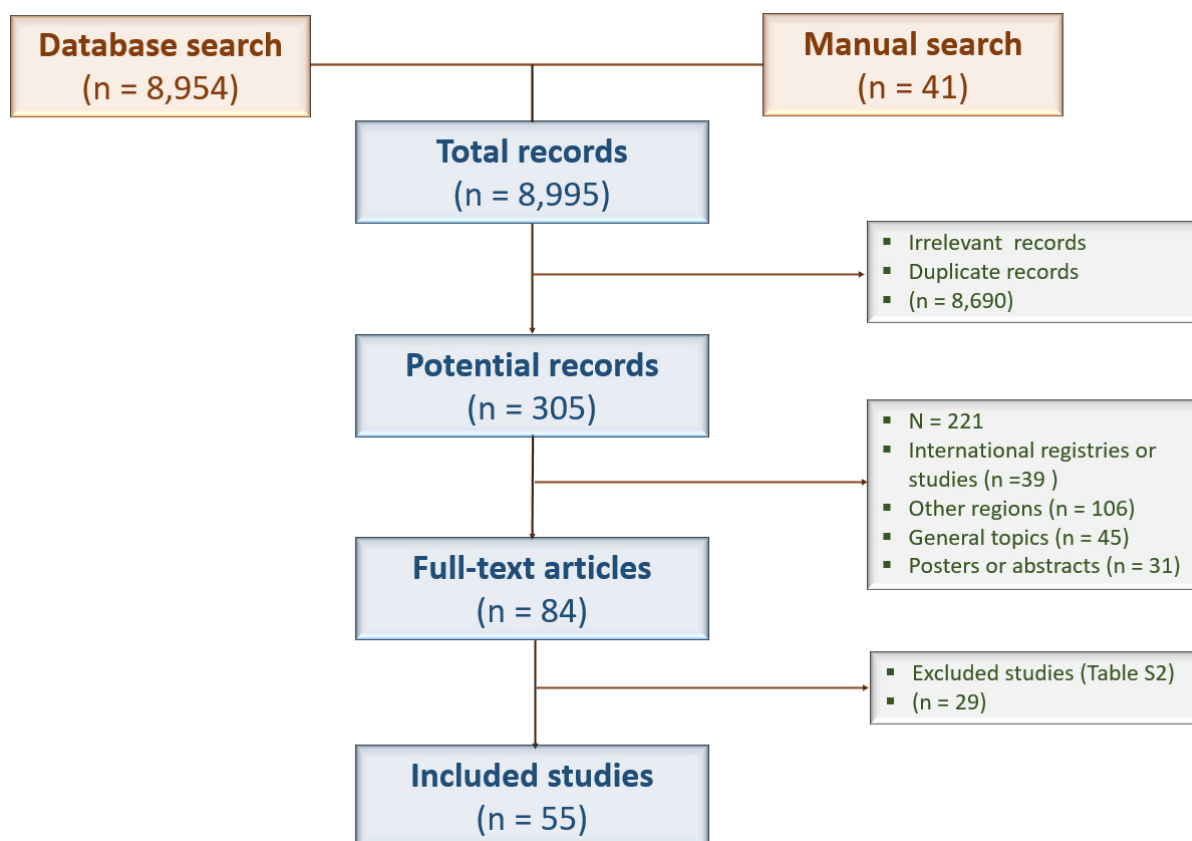 Database search
(n = 8,954)
Manual search
(n = 41)
Total records
(n = 8,995)
▪ Irrelevant records
▪ Duplicate records
▪ (n = 8,690)
Potential records
(n = 305)
▪ N = 221
▪ International registries or
studies (n =39 )
▪ Other regions (n = 106)
▪ General topics (n = 45)
▪ Posters or abstracts (n = 31)
Full-text articles
(n = 84)
▪ Excluded studies (Table S2)
▪ (n = 29)
Included studies
(n = 55)